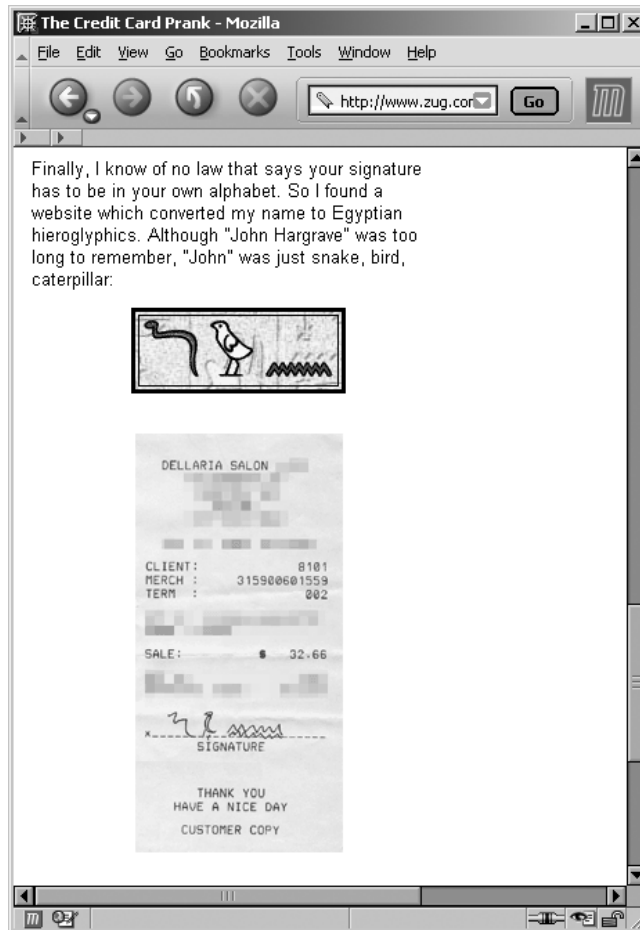 The Credit Card Prank - Mozilla
File Edit View Go Bookmarks Tools Window Help
http://www.zug.com Go
Finally, I know of no law that says your signature
has to be in your own alphabet. So I found a
website which converted my name to Egyptian
hieroglyphics. Although "John Hargrave" was too
long to remember, "John" was just snake, bird,
caterpillar:
DELLARIA SALON
CLIENT: 8101
MERCH : 315900601559
TERM : 002
SALE: $ 32.66
x
SIGNATURE
THANK YOU
HAVE A NICE DAY
CUSTOMER COPY